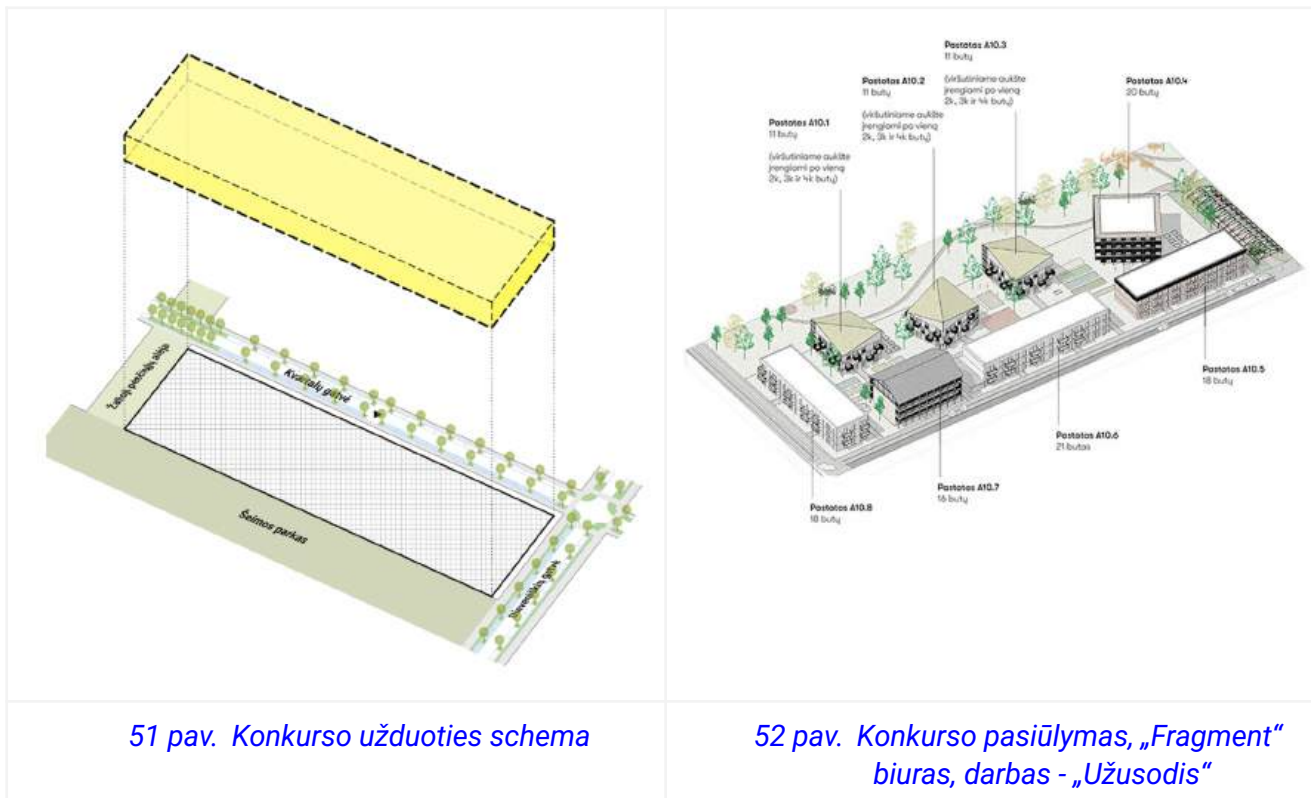 Žalioji pėsčiųjų alėja
Kvartalų gatvė
Šeimos parkas
gatvė
Pastatas A10.3
11 butų
(viršutiniame aukšte
įrengiami po vieną
2k, 3k ir 4k butų)
Pastatas A10.2
11 butų
(viršutiniame aukšte
įrengiami po vieną
2k, 3k ir 4k butų)
Pastatas A10.4
20 butų
Pastatas A10.1
11 butų
(viršutiniame aukšte
įrengiami po vieną
2k, 3k ir 4k butų)
Pastatas A10.5
18 butų
Pastatas A10.6
21 butas
Pastatas A10.7
16 butų
Pastatas A10.8
18 butų
51 pav. Konkurso užduoties schema
52 pav. Konkurso pasiūlymas, „Fragment“
biuras, darbas - „Užusodis“